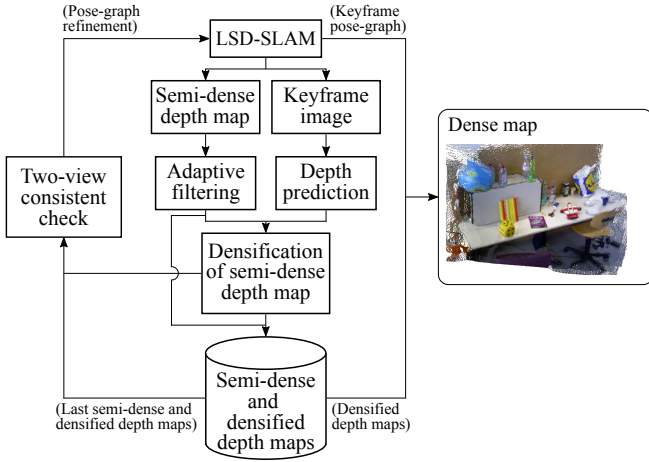 (Pose-graph
refinement)
LSD-SLAM
(Keyframe
pose-graph)
Semi-dense
depth map
Keyframe
image
Dense map
Two-view
consistent
check
Adaptive
filtering
Depth
prediction
Densification
of semi-dense
depth map
Semi-dense
and
densified
depth maps
(Last semi-dense and
densified depth maps)
(Densified
depth maps)